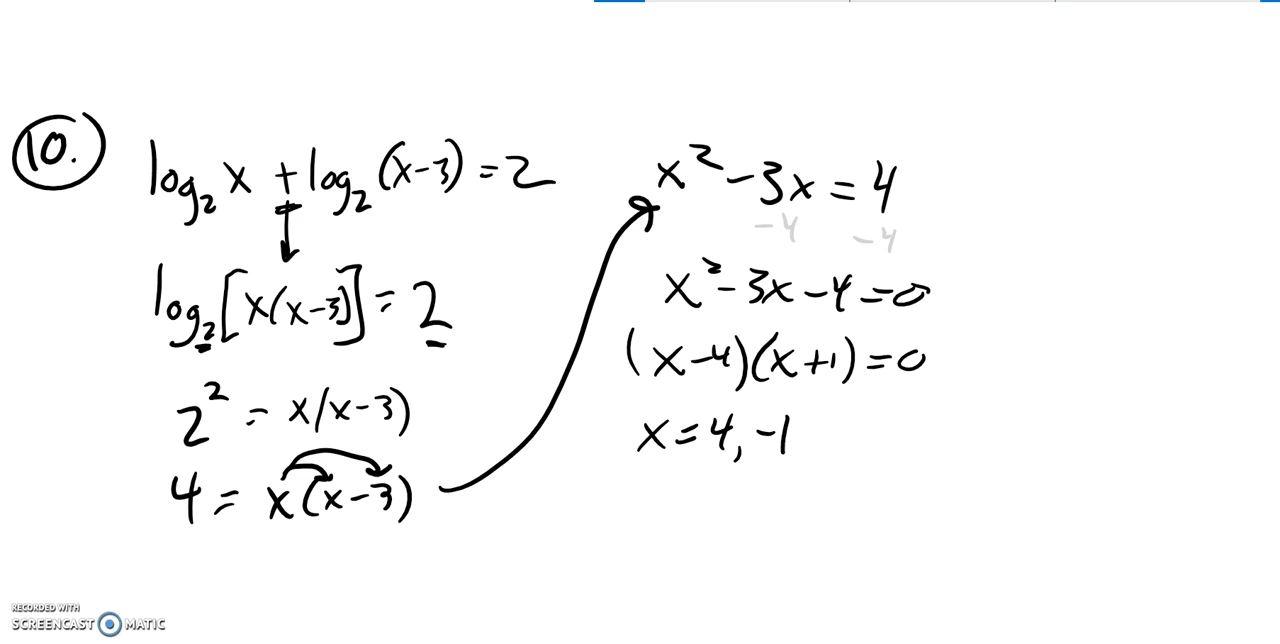 10.
log₂ x + log₂ (x-3) = 2
log₂ [x(x-3)] = 2
2² = x(x-3)
4 = x(x-3)
x² - 3x = 4
-4 -4
x² - 3x - 4 = 0
(x-4)(x+1) = 0
x = 4, -1
RECORDED WITH
SCREENCAST MATIC